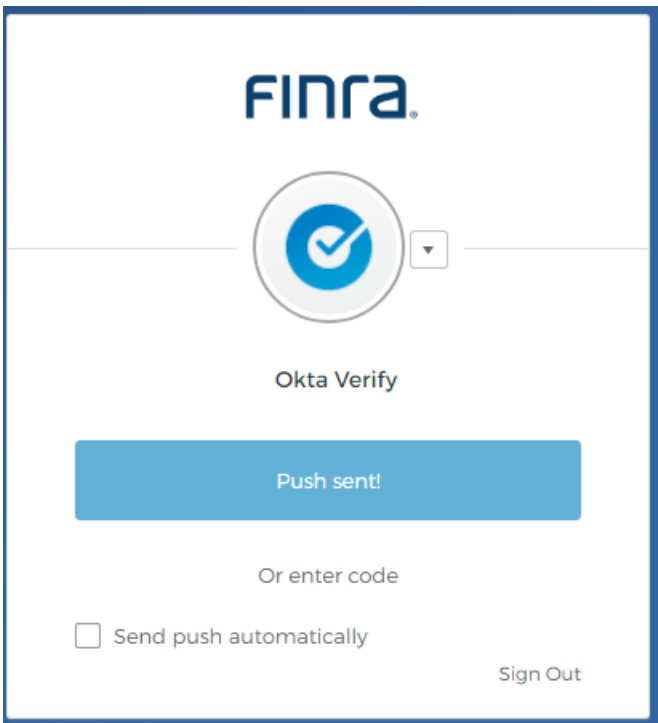 Finra®
Okta Verify
Push sent!
Or enter code
Send push automatically
Sign Out